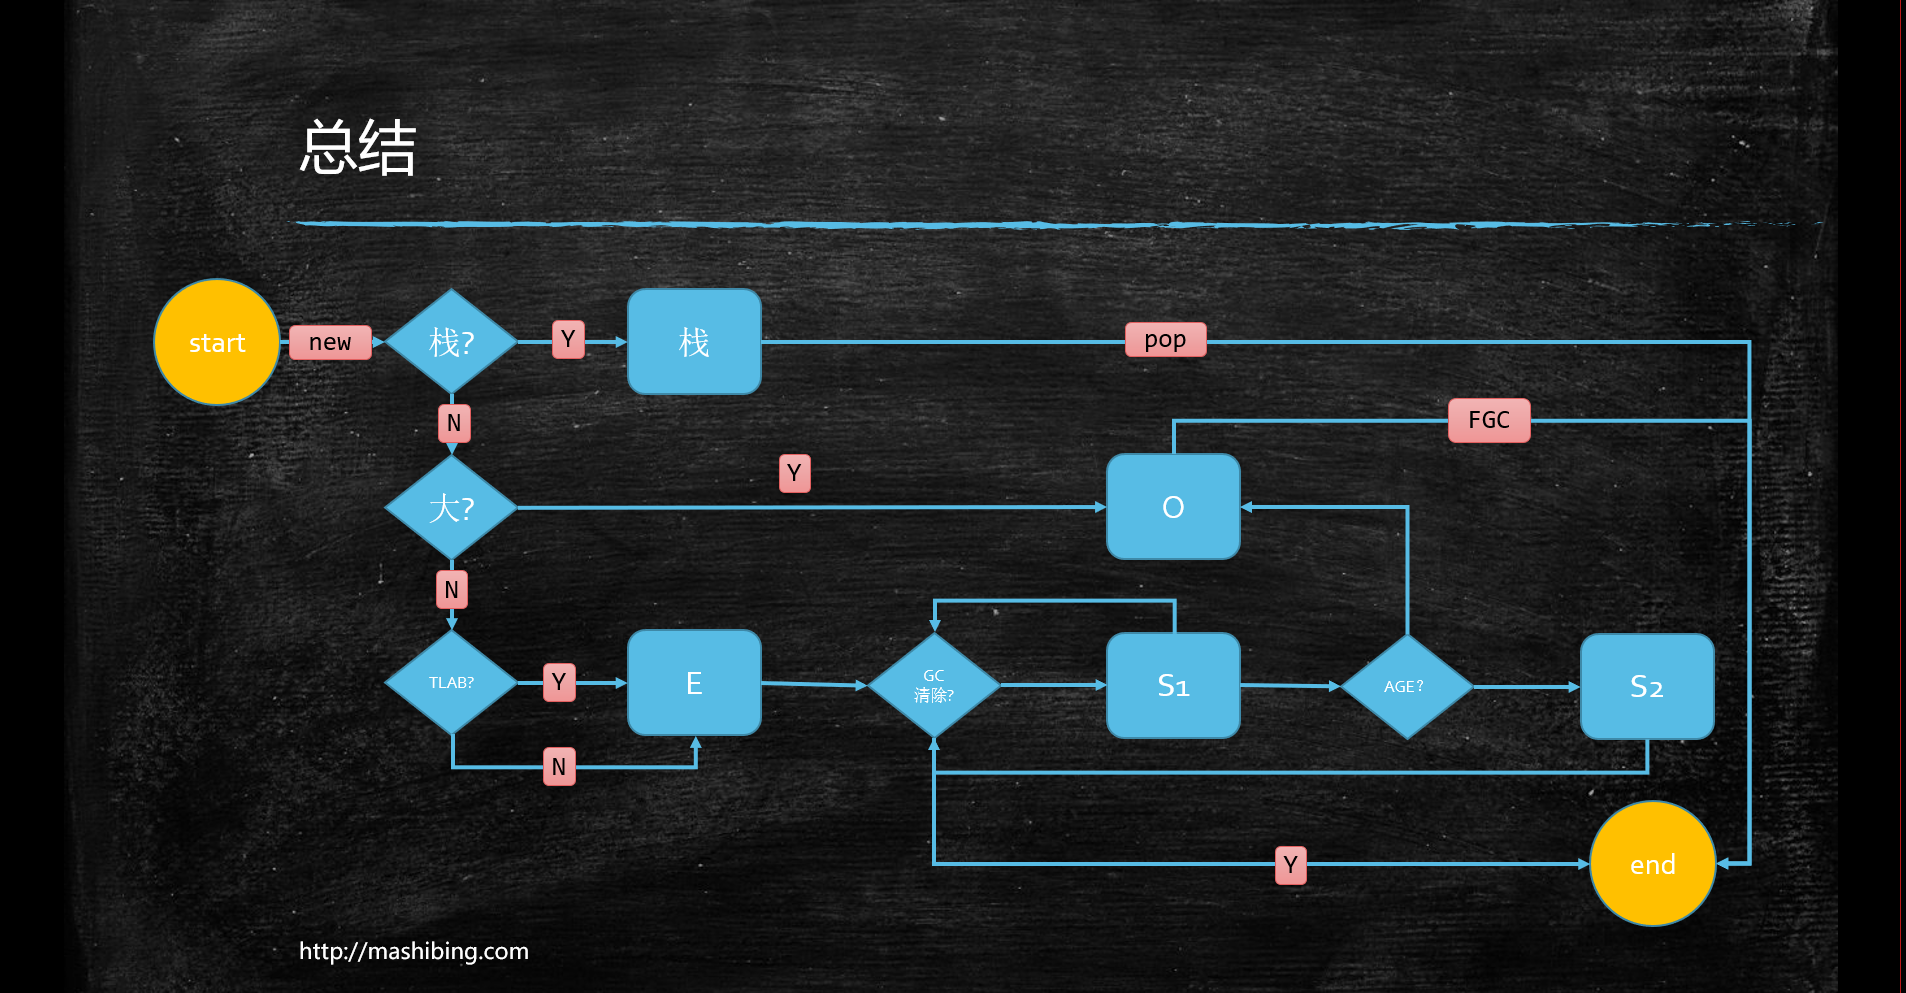 总结
start
new
栈?
Y
栈
pop
N
FGC
大?
Y
O
N
TLAB?
Y
E
GC
清除?
S1
AGE?
S2
N
Y
end
http://mashibing.com